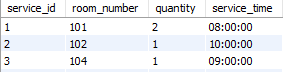 service_id room_number quantity service_time
1 101 2 08:00:00
2 102 1 10:00:00
3 104 1 09:00:00